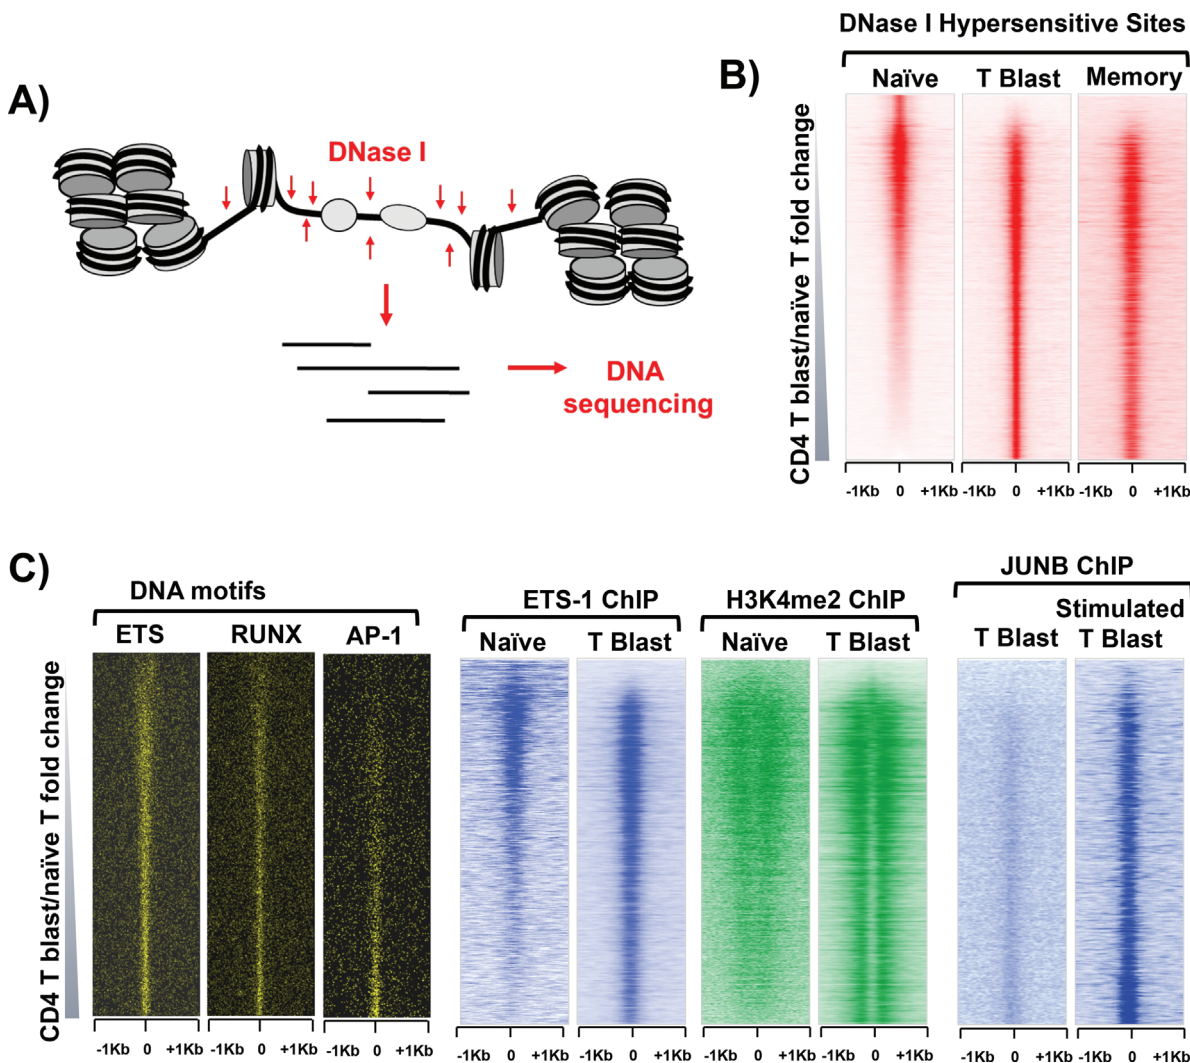 A)
DNase I
DNA
sequencing
B)
DNase I Hypersensitive Sites
Naïve T Blast Memory
CD4 T blast/naïve T fold change
-1Kb 0 +1Kb -1Kb 0 +1Kb -1Kb 0 +1Kb
C)
DNA motifs
ETS RUNX AP-1
CD4 T blast/naïve T fold change
-1Kb 0 +1Kb -1Kb 0 +1Kb -1Kb 0 +1Kb
ETS-1 ChIP
Naïve T Blast
-1Kb 0 +1Kb -1Kb 0 +1Kb
H3K4me2 ChIP
Naïve T Blast
-1Kb 0 +1Kb -1Kb 0 +1Kb
JUNB ChIP
Stimulated
T Blast T Blast
-1Kb 0 +1Kb -1Kb 0 +1Kb